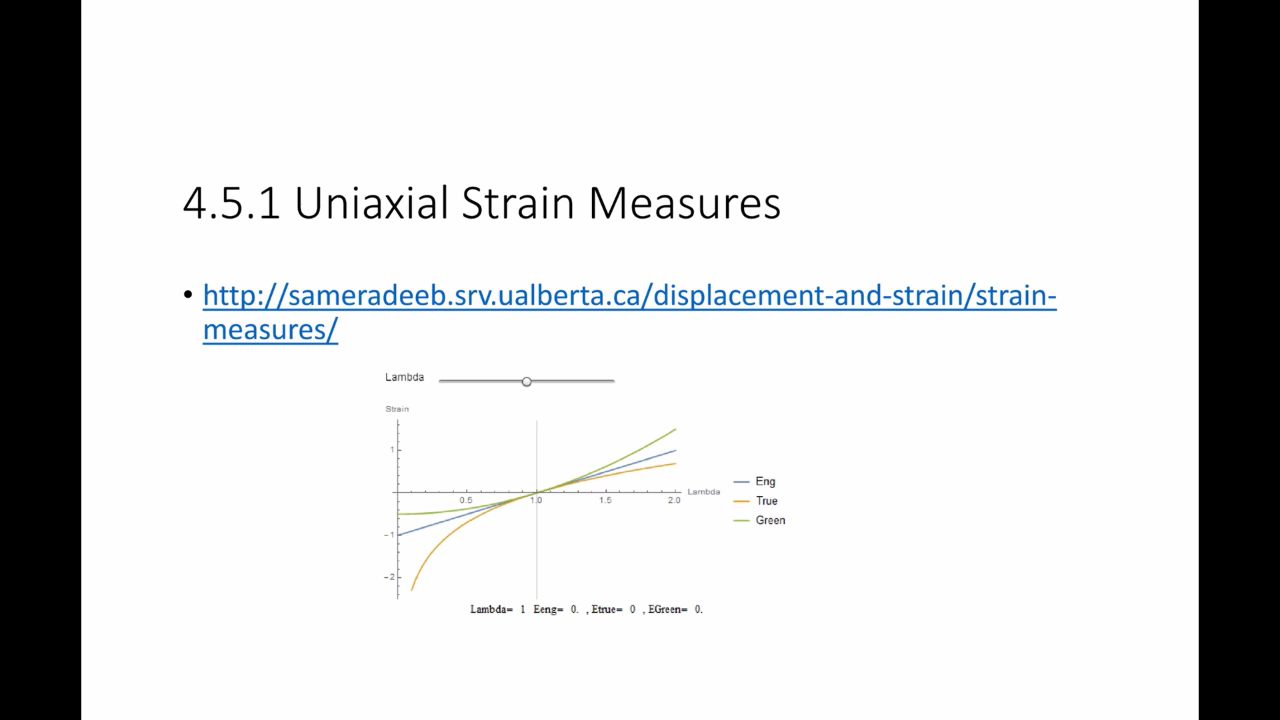 4.5.1 Uniaxial Strain Measures
• http://sameradeeb.srv.ualberta.ca/displacement-and-strain/strain-
measures/
Lambda
Strain
1
Lambda
0.5 1.0 1.5 2.0
-1
-2
Eng
True
Green
Lambda= 1 Eeng= 0. , Etrue= 0 , EGreen= 0.